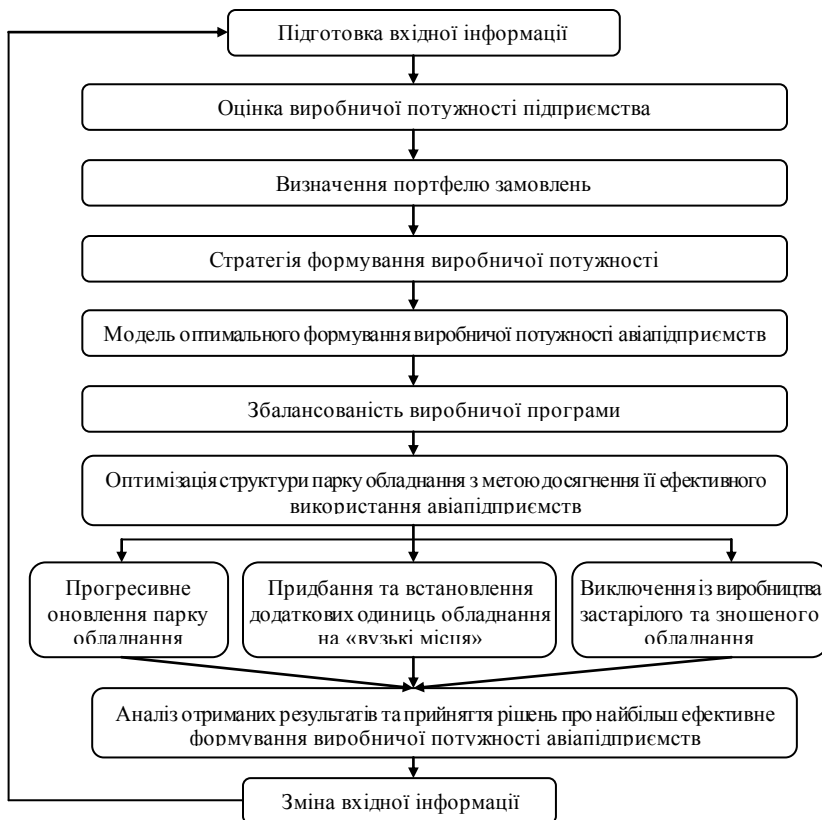 Підготовка вхідної інформації
Оцінка виробничої потужності підприємства
Визначення портфелю замовлень
Стратегія формування виробничої потужності
Модель оптимального формування виробничої потужності авіапідприємств
Збалансованість виробничої програми
Оптимізація структури парку обладнання з метою досягнення її ефективного
використання авіапідприємств
Прогресивне
оновлення парку
обладнання
Придбання та встановлення
додаткових одиниць обладнання
на «вузькі місця»
Виключення із виробництва
застарілого та зношеного
обладнання
Аналіз отриманих результатів та прийняття рішень про найбільш ефективне
формування виробничої потужності авіапідприємств
Зміна вхідної інформації